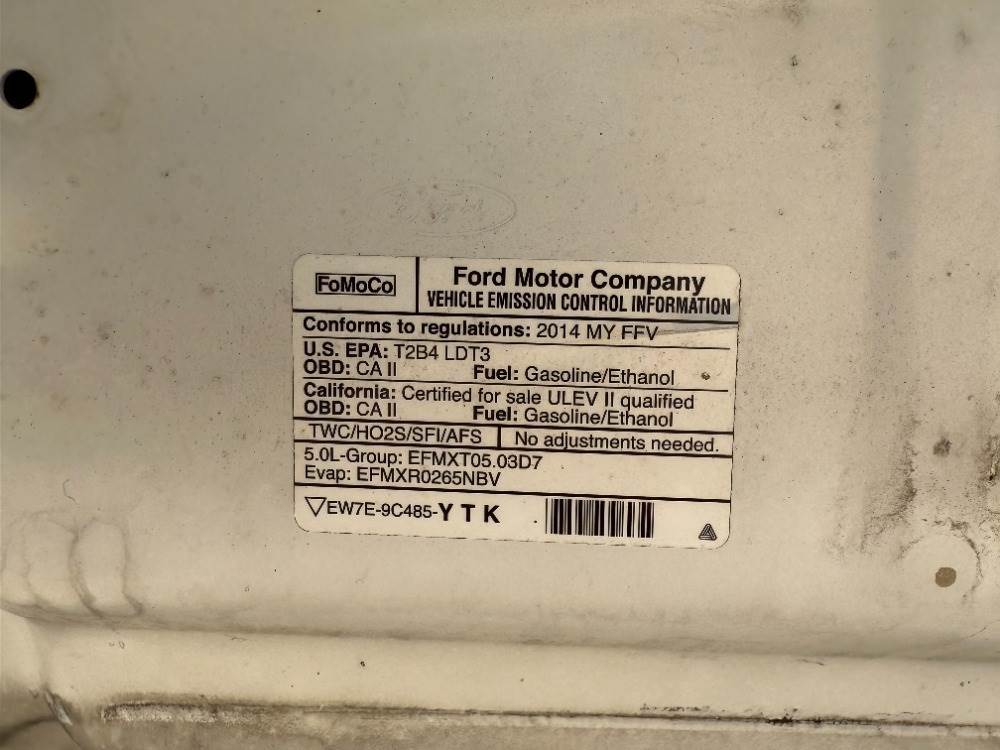 FoMoCo
Ford Motor Company
VEHICLE EMISSION CONTROL INFORMATION
Conforms to regulations: 2014 MY FFV
U.S. EPA: T2B4 LDT3
OBD: CA II Fuel: Gasoline/Ethanol
California: Certified for sale ULEV II qualified
OBD: CA II Fuel: Gasoline/Ethanol
TWC/HO2S/SFI/AFS No adjustments needed.
5.0L-Group: EFMXT05.03D7
Evap: EFMXR0265NBV
EW7E-9C485-Y T K